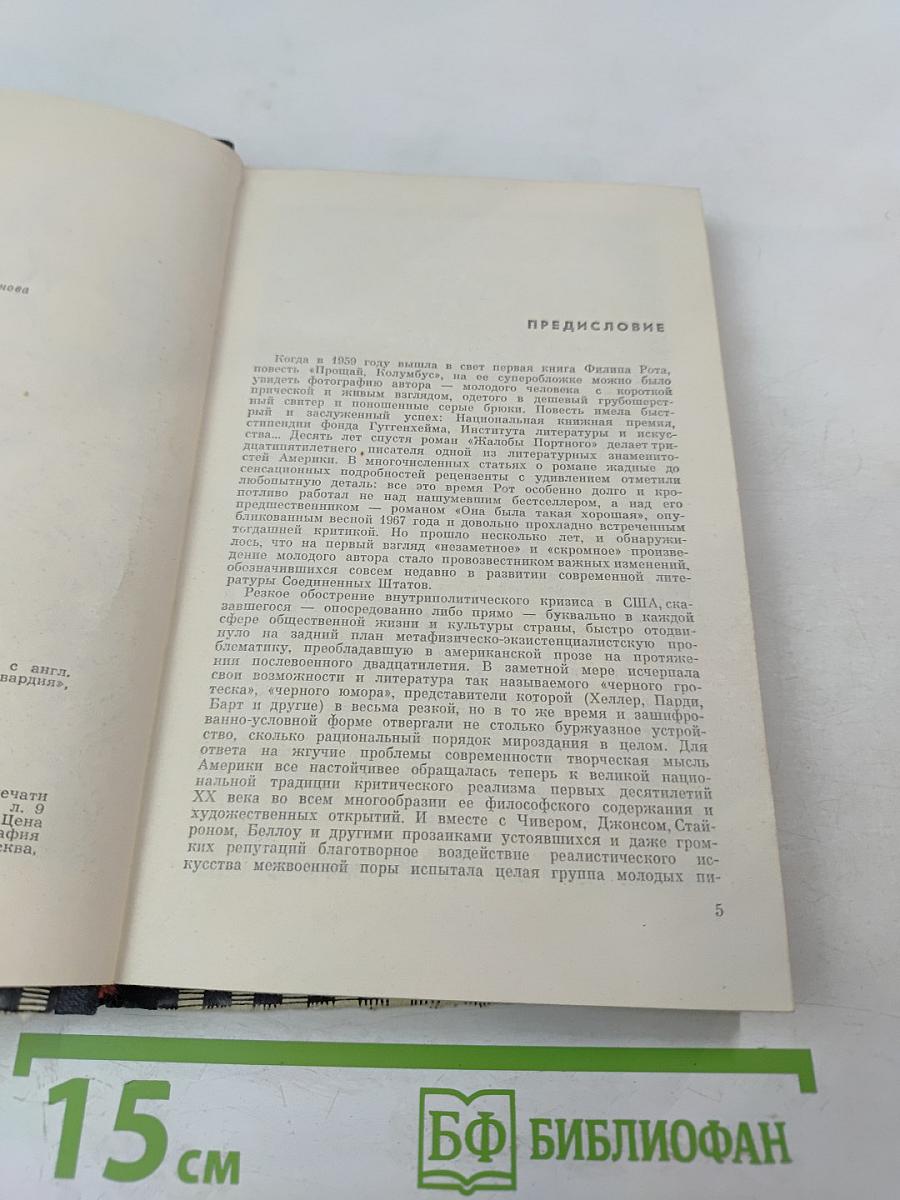 нова
с англ.
вардия»,
ечати
л. 9
Цена
афия
сква,
ПРЕДИСЛОВИЕ
Когда в 1959 году вышла в свет первая книга Филипа Рота,
повесть «Прощай, Колумбус», на ее суперобложке можно было
увидеть фотографию автора — молодого человека с короткой
прической и живым взглядом, одетого в дешевый грубошерст-
ный свитер и поношенные серые брюки. Повесть имела быст-
рый и заслуженный успех: Национальная книжная премия,
стипендии фонда Гуггенхейма, Института литературы и искус-
ства... Десять лет спустя роман «Жалобы Портного» делает три-
дцатипятилетнего писателя одной из литературных знаменито-
стей Америки. В многочисленных статьях о романе жадные до
сенсационных подробностей рецензенты с удивлением отметили
любопытную деталь: все это время Рот особенно долго и кро-
потливо работал не над нашумевшим бестселлером, а над его
предшественником — романом «Она была такая хорошая», опу-
бликованным весной 1967 года и довольно прохладно встреченным
тогдашней критикой. Но прошло несколько лет, и обнаружи-
лось, что на первый взгляд «незаметное» и «скромное» произве-
дение молодого автора стало провозвестником важных изменений,
обозначившихся совсем недавно в развитии современной лите-
ратуры Соединенных Штатов.
Резкое обострение внутриполитического кризиса в США, ска-
завшегося — опосредованно либо прямо — буквально в каждой
сфере общественной жизни и культуры страны, быстро отодви-
нуло на задний план метафизическо-экзистенциалистскую про-
блематику, преобладавшую в американской прозе на протяже-
нии послевоенного двадцатилетия. В заметной мере исчерпала
свои возможности и литература так называемого «черного гро-
теска», «черного юмора», представители которой (Хеллер, Парди,
Барт и другие) в весьма резкой, но в то же время и зашифро-
ванно-условной форме отвергали не столько буржуазное устрой-
ство, сколько рациональный порядок мироздания в целом. Для
ответа на жгучие проблемы современности творческая мысль
Америки все настойчивее обращалась теперь к великой нацио-
нальной традиции критического реализма первых десятилетий
XX века во всем многообразии ее философского содержания и
художественных открытий. И вместе с Чивером, Джонсом, Стай-
роном, Беллоу и другими прозаиками устоявшихся и даже гром-
ких репутаций благотворное воздействие реалистического ис-
кусства межвоенной поры испытала целая группа молодых пи-
5
15 см
БФ БИБЛИОФАН